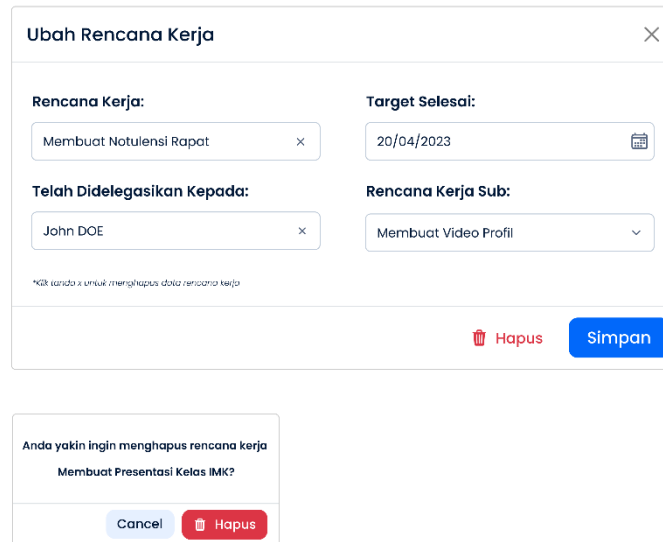 Ubah Rencana Kerja
Rencana Kerja:
Target Selesai:
Membuat Notulensi Rapat ×
20/04/2023
Telah Didelegasikan Kepada:
Rencana Kerja Sub:
John DOE ×
Membuat Video Profil
*Klik tanda x untuk menghapus data rencana kerja
Hapus
Simpan
Anda yakin ingin menghapus rencana kerja
Membuat Presentasi Kelas IMK?
Cancel
Hapus